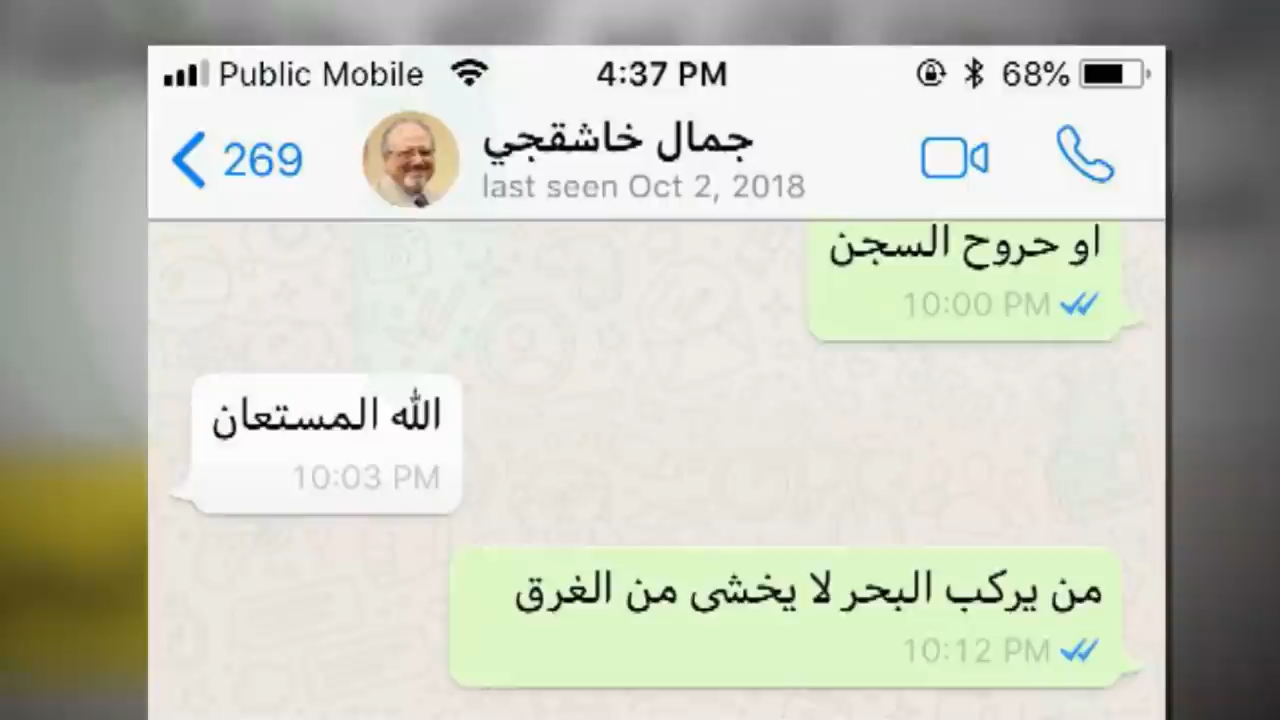 Public Mobile 4:37 PM 68%
269
جمال خاشقجي
last seen Oct 2, 2018
او حروح السجن
10:00 PM
الله المستعان
10:03 PM
من يركب البحر لا يخشى من الغرق
10:12 PM